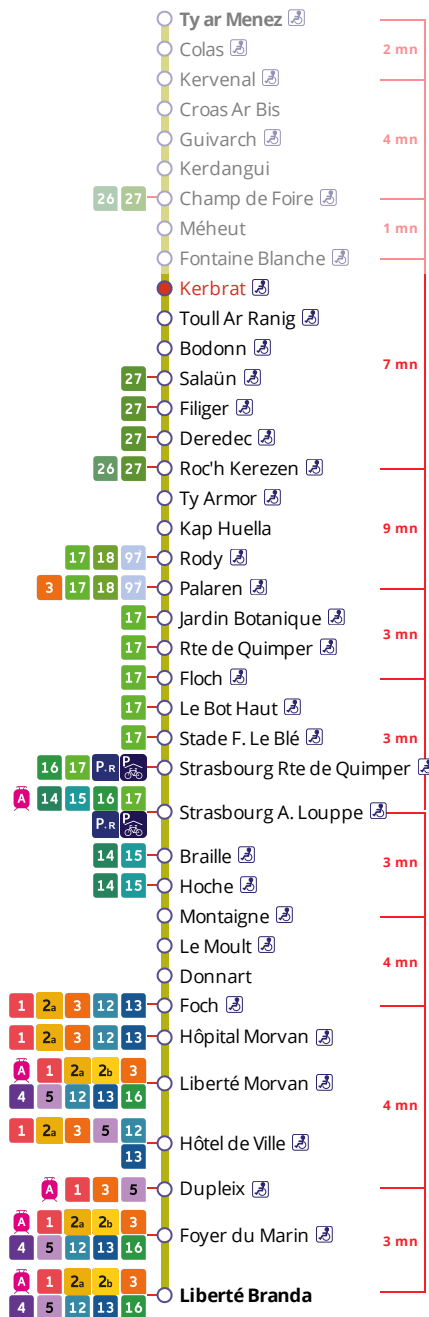 Ty ar Menez
Colas
2 mn
Kervenal
Croas Ar Bis
Guivarch
4 mn
Kerdangui
26 27 Champ de Foire
Méheut
1 mn
Fontaine Blanche
Kerbrat
Toull Ar Ranig
Bodonn
7 mn
27 Salaün
27 Filiger
27 Deredec
26 27 Roc'h Kerezen
Ty Armor
9 mn
Kap Huella
17 18 97 Rody
3 17 18 97 Palaren
17 Jardin Botanique
3 mn
17 Rte de Quimper
17 Floch
17 Le Bot Haut
17 Stade F. Le Blé
3 mn
16 17 P+R P Strasbourg Rte de Quimper
A 14 15 16 17
P+R P
Strasbourg A. Louppe
14 15 Braille
3 mn
14 15 Hoche
Montaigne
Le Moult
4 mn
Donnart
1 2a 3 12 13 Foch
1 2a 3 12 13 Hôpital Morvan
A 1 2a 2b 3
4 5 12 13 16
Liberté Morvan
4 mn
1 2a 3 5 12
13
Hôtel de Ville
A 1 3 5 Dupleix
A 1 2a 2b 3
4 5 12 13 16
Foyer du Marin
3 mn
A 1 2a 2b 3
4 5 12 13 16
Liberté Branda